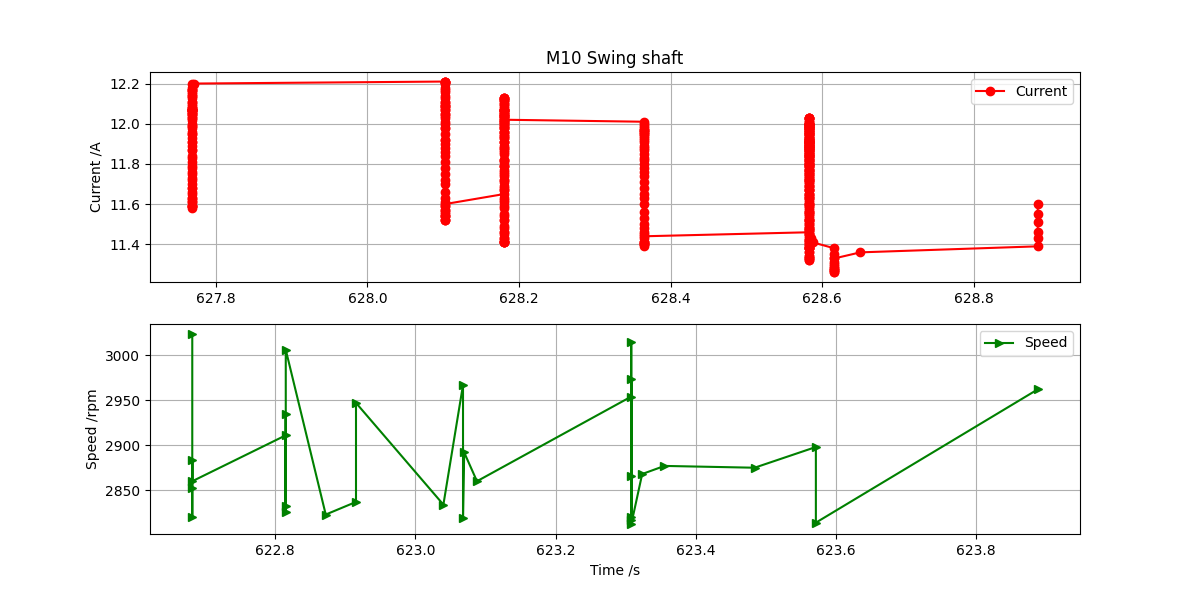 M10 Swing shaft
Current /A
12.2
12.0
11.8
11.6
11.4
Current
627.8 628.0 628.2 628.4 628.6 628.8
Speed /rpm
3000
2950
2900
2850
Speed
622.8 623.0 623.2 623.4 623.6 623.8
Time /s